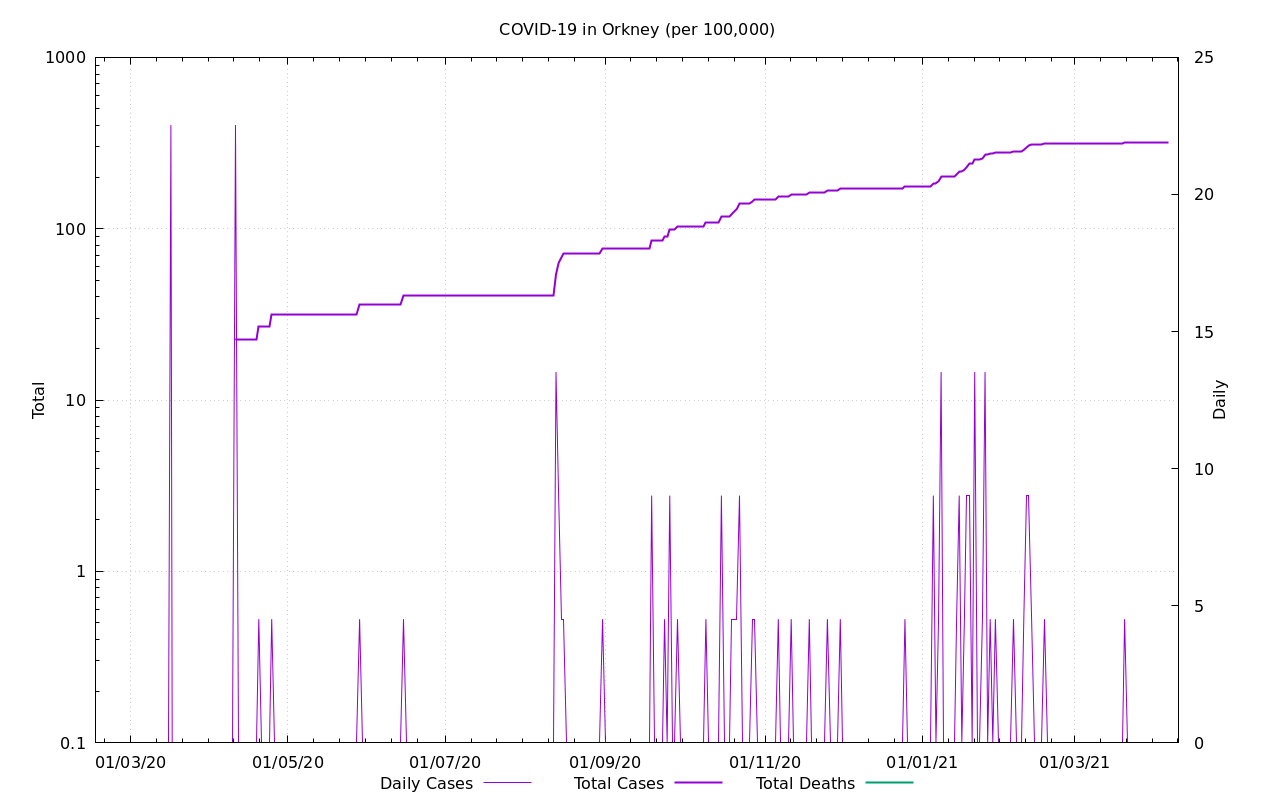 COVID-19 in Orkney (per 100,000)
1000
100
10
1
0.1
Total
25
20
15
10
5
0
Daily
01/03/20 01/05/20 01/07/20 01/09/20 01/11/20 01/01/21 01/03/21
Daily Cases Total Cases Total Deaths